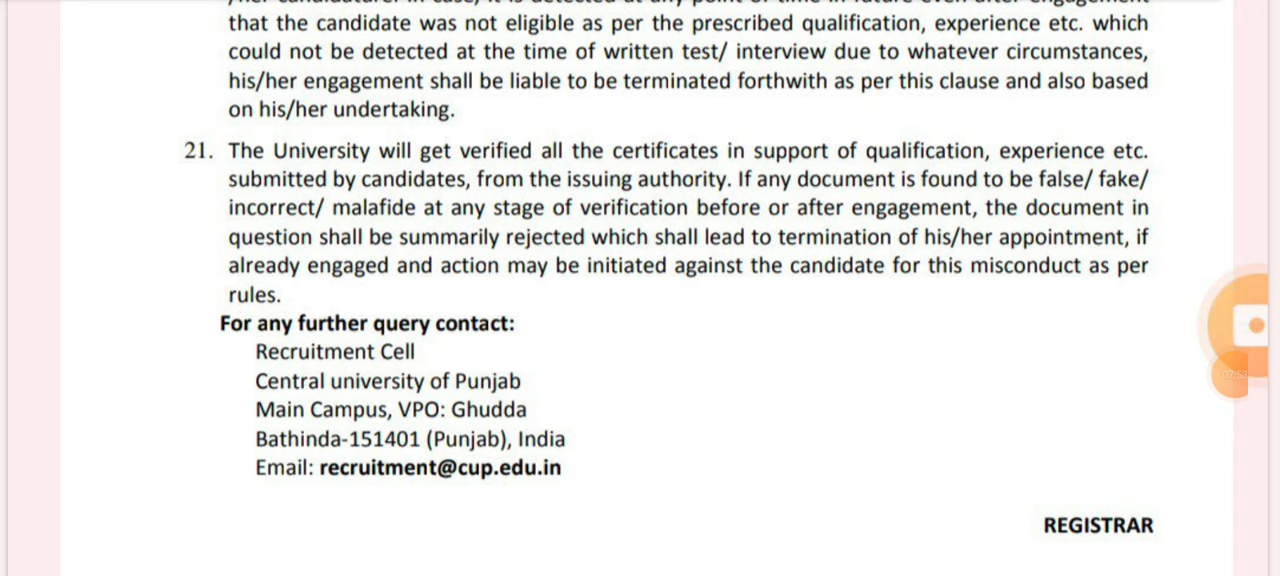 that the candidate was not eligible as per the prescribed qualification, experience etc. which
could not be detected at the time of written test/ interview due to whatever circumstances,
his/her engagement shall be liable to be terminated forthwith as per this clause and also based
on his/her undertaking.
21. The University will get verified all the certificates in support of qualification, experience etc.
submitted by candidates, from the issuing authority. If any document is found to be false/ fake/
incorrect/ malafide at any stage of verification before or after engagement, the document in
question shall be summarily rejected which shall lead to termination of his/her appointment, if
already engaged and action may be initiated against the candidate for this misconduct as per
rules.
For any further query contact:
Recruitment Cell
Central university of Punjab
Main Campus, VPO: Ghudda
Bathinda-151401 (Punjab), India
Email: recruitment@cup.edu.in
REGISTRAR